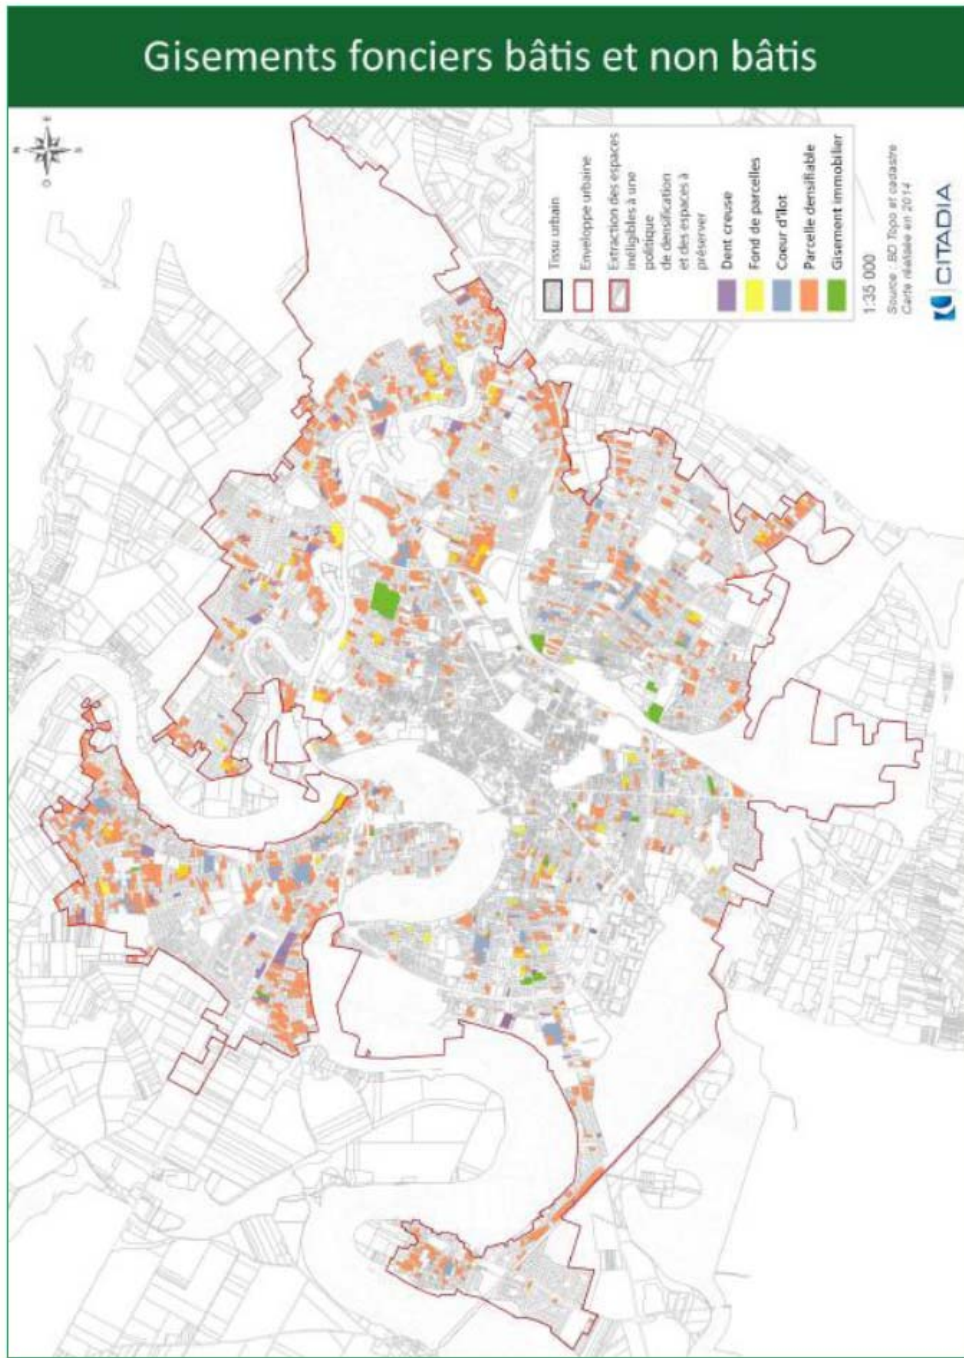 Gisements fonciers bâtis et non bâtis
N
E
S
O
Tissu urbain
Enveloppe urbaine
Extraction des espaces
inéligibles à une
politique
de densification
et des espaces à
préserver
Dent creuse
Fond de parcelles
Coeur d'îlot
Parcelle densifiable
Gisement immobilier
1:35 000
Source : BD Topo et cadastre
Carte réalisée en 2014
CITADIA